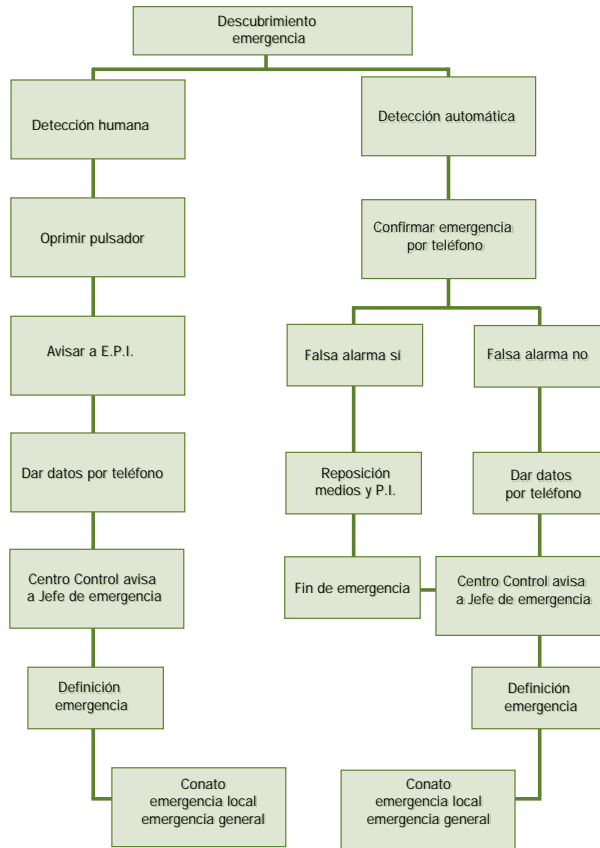 Descubrimiento
emergencia
Detección humana
Detección automática
Oprimir pulsador
Confirmar emergencia
por teléfono
Avisar a E.P.I.
Falsa alarma sí
Falsa alarma no
Dar datos por teléfono
Reposición
medios y P.I.
Dar datos
por teléfono
Centro Control avisa
a Jefe de emergencia
Fin de emergencia
Centro Control avisa
a Jefe de emergencia
Definición
emergencia
Definición
emergencia
Conato
emergencia local
emergencia general
Conato
emergencia local
emergencia general